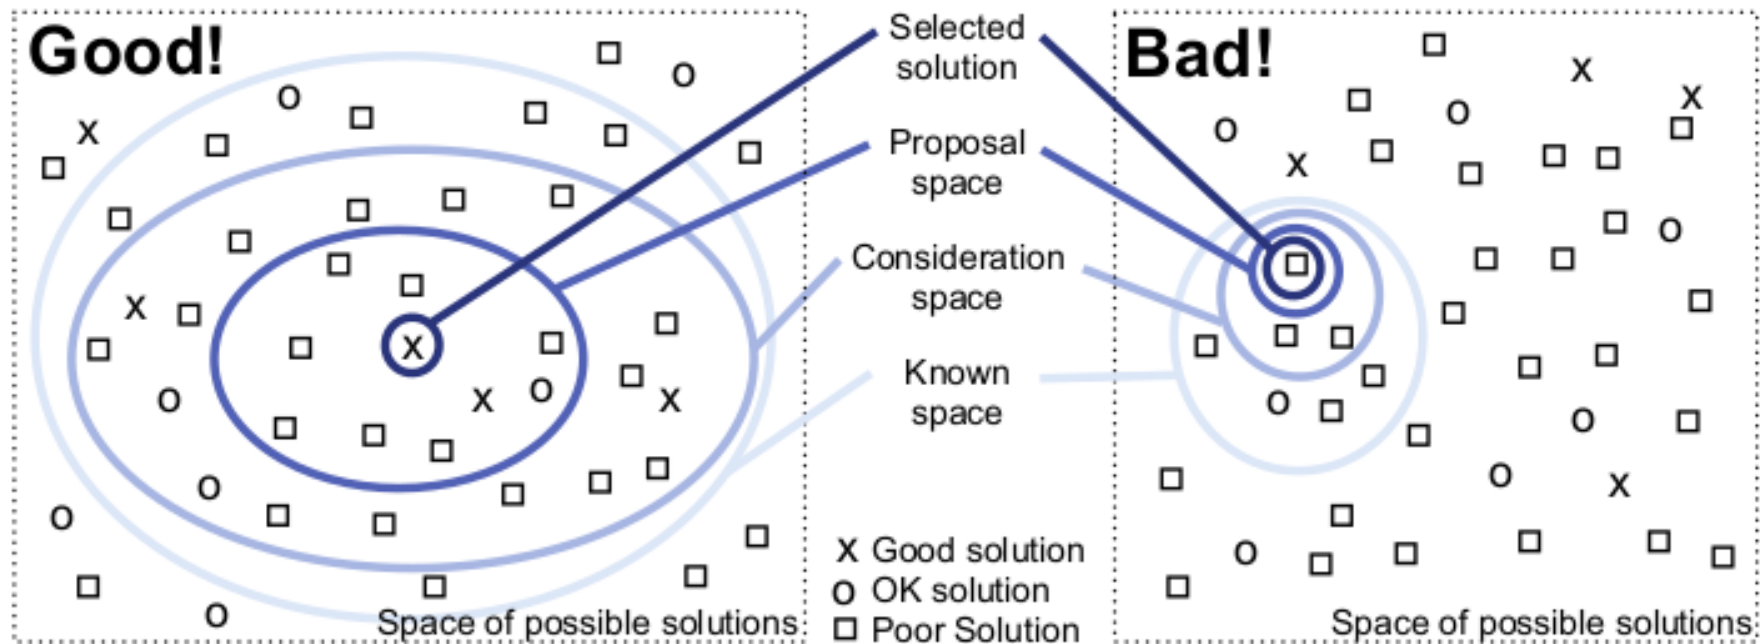 Good!
Selected
solution
Proposal
space
Consideration
space
Known
space
x Good solution
o OK solution
□ Poor Solution
Space of possible solutions
Bad!
Space of possible solutions